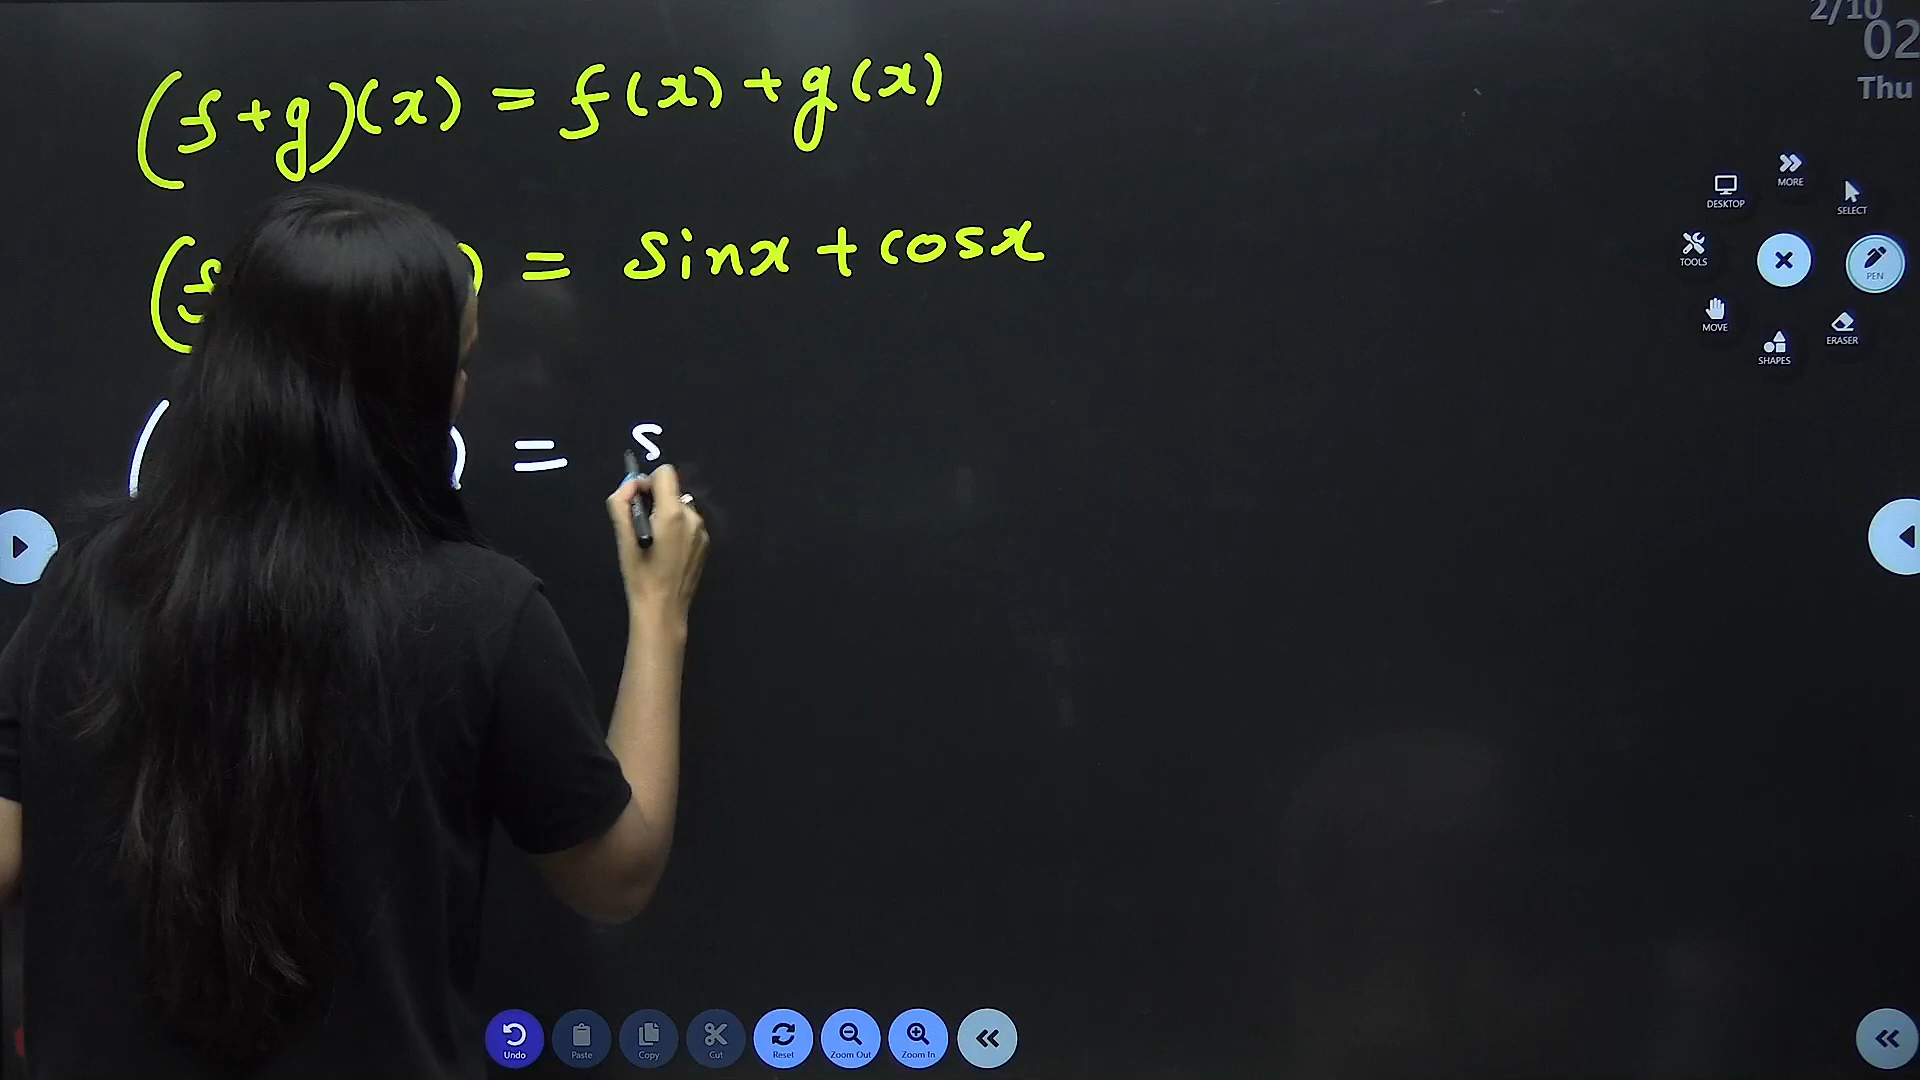 2/10
02
Thu
(f+g)(x) = f(x)+g(x)
(f ) = sinx + cosx
( ) = s
MORE
DESKTOP
SELECT
TOOLS
PEN
MOVE
ERASER
SHAPES
Undo Paste Copy Cut Reset Zoom Out Zoom In